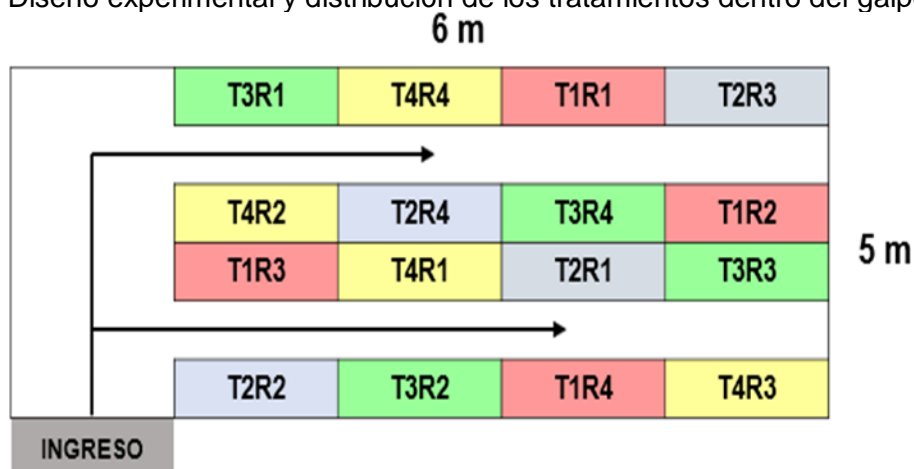 Diseño experimental y distribución de los tratamientos dentro del
6 m
T3R1 T4R4 T1R1 T2R3
T4R2 T2R4 T3R4 T1R2
5 m
T1R3 T4R1 T2R1 T3R3
T2R2 T3R2 T1R4 T4R3
INGRESO